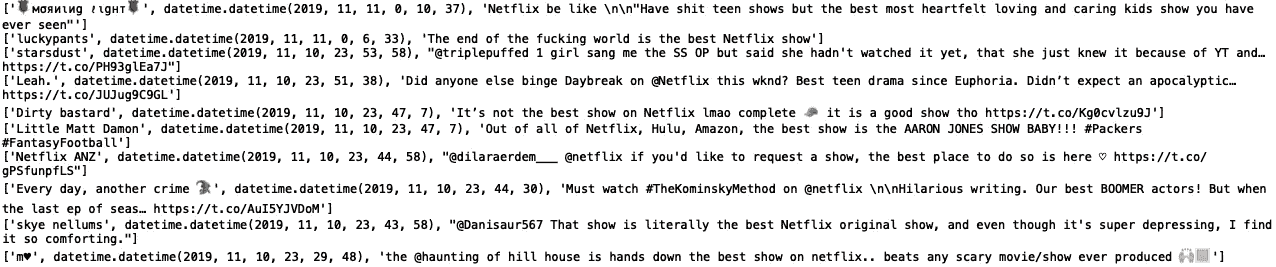 ['🥀ᴍᴏʀɴιɴɢ ℓιɢнт🥀', datetime.datetime(2019, 11, 11, 0, 10, 37), 'Netflix be like \n\n"Have shit teen shows but the best most heartfelt loving and caring kids show you have
ever seen"']
['luckypants', datetime.datetime(2019, 11, 11, 0, 6, 33), 'The end of the fucking world is the best Netflix show']
['starsdust', datetime.datetime(2019, 11, 10, 23, 53, 58), "@triplepuffed 1 girl sang me the SS OP but said she hadn't watched it yet, that she just knew it because of YT and…
https://t.co/PH93glEa7J"]
['Leah.', datetime.datetime(2019, 11, 10, 23, 51, 38), 'Did anyone else binge Daybreak on @Netflix this wknd? Best teen drama since Euphoria. Didn’t expect an apocalyptic…
https://t.co/JUJug9C9GL']
['Dirty bastard', datetime.datetime(2019, 11, 10, 23, 47, 7), 'It’s not the best show on Netflix lmao complete 🧢 it is a good show tho https://t.co/Kg0cvlzu9J']
['Little Matt Damon', datetime.datetime(2019, 11, 10, 23, 47, 7), 'Out of all of Netflix, Hulu, Amazon, the best show is the AARON JONES SHOW BABY!!! #Packers
#FantasyFootball']
['Netflix ANZ', datetime.datetime(2019, 11, 10, 23, 44, 58), "@dilaraerdem___ @netflix if you'd like to request a show, the best place to do so is here ♡ https://t.co/
gPSfunpfLS"]
['Every day, another crime ', datetime.datetime(2019, 11, 10, 23, 44, 30), 'Must watch #TheKominskyMethod on @netflix \n\nHilarious writing. Our best BOOMER actors! But when
the last ep of seas… https://t.co/AuI5YJVDoM']
['skye nellums', datetime.datetime(2019, 11, 10, 23, 43, 58), "@Danisaur567 That show is literally the best Netflix original show, and even though it's super depressing, I find
it so comforting."]
['m♥', datetime.datetime(2019, 11, 10, 23, 29, 48), 'the @haunting of hill house is hands down the best show on netflix.. beats any scary movie/show ever produced 🙌']